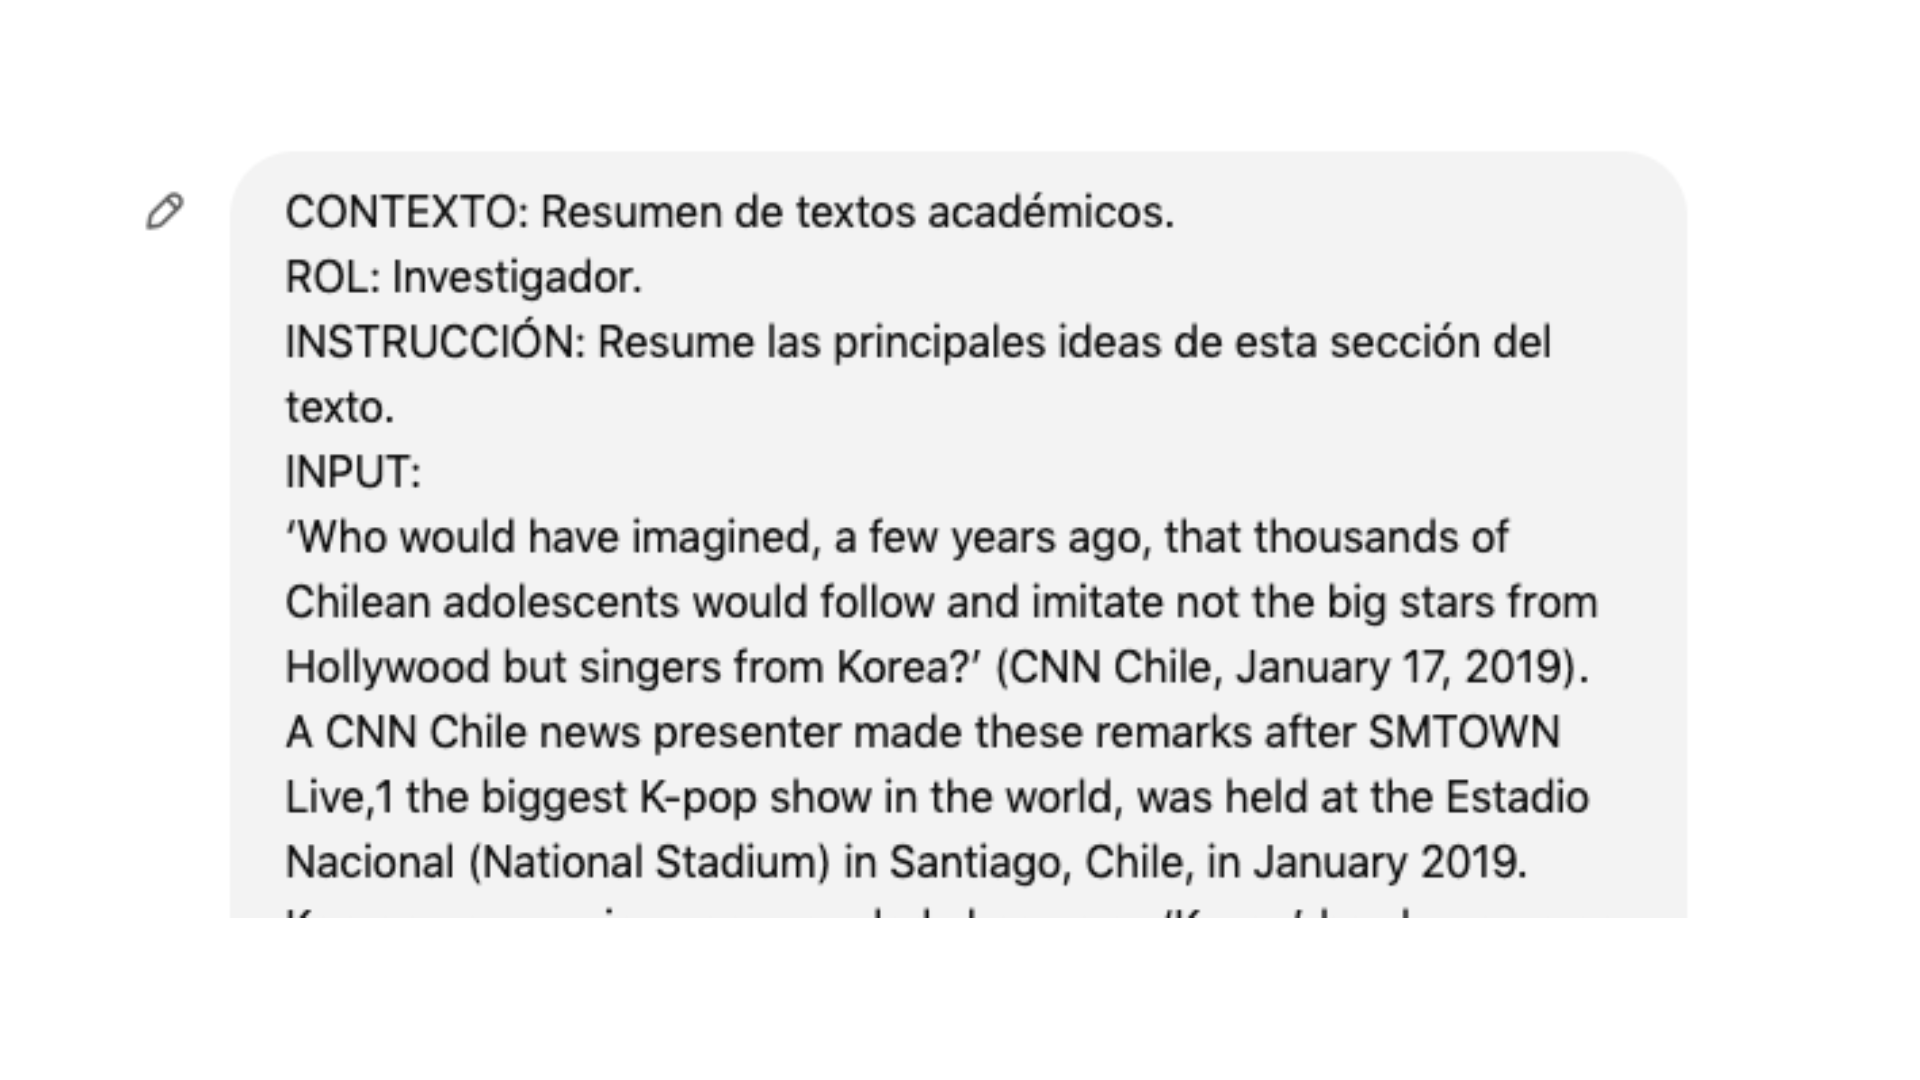 CONTEXTO: Resumen de textos académicos.
ROL: Investigador.
INSTRUCCIÓN: Resume las principales ideas de esta sección del
texto.
INPUT:
‘Who would have imagined, a few years ago, that thousands of
Chilean adolescents would follow and imitate not the big stars from
Hollywood but singers from Korea?’ (CNN Chile, January 17, 2019).
A CNN Chile news presenter made these remarks after SMTOWN
Live,1 the biggest K-pop show in the world, was held at the Estadio
Nacional (National Stadium) in Santiago, Chile, in January 2019.